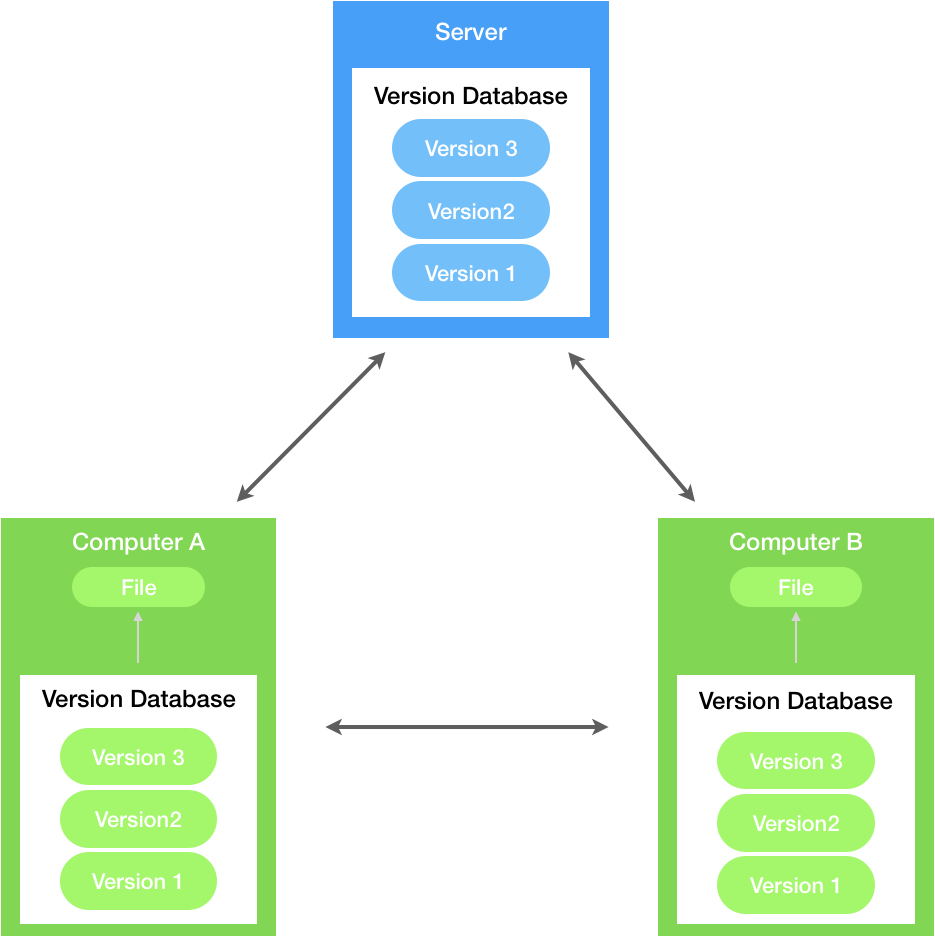 Server
Version Database
Version 3
Version2
Version 1
Computer A
File
Version Database
Version 3
Version2
Version 1
Computer B
File
Version Database
Version 3
Version2
Version 1